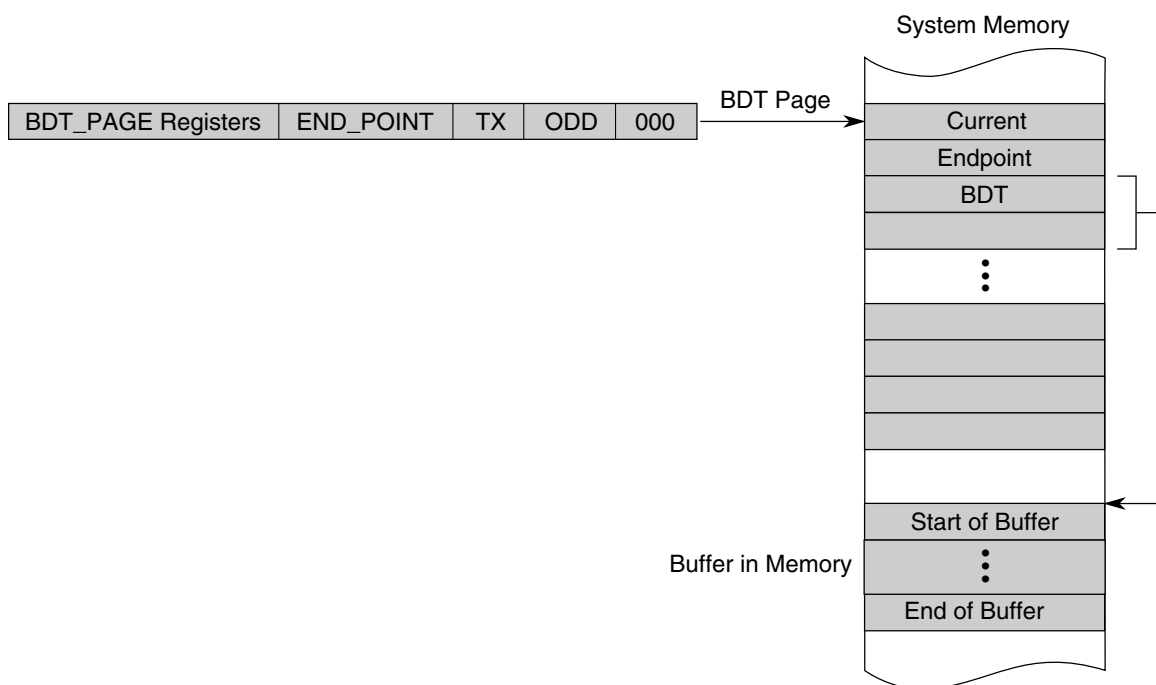 System Memory
BDT_PAGE Registers END_POINT TX ODD 000
BDT Page
Current
Endpoint
BDT
Start of Buffer
Buffer in Memory
End of Buffer